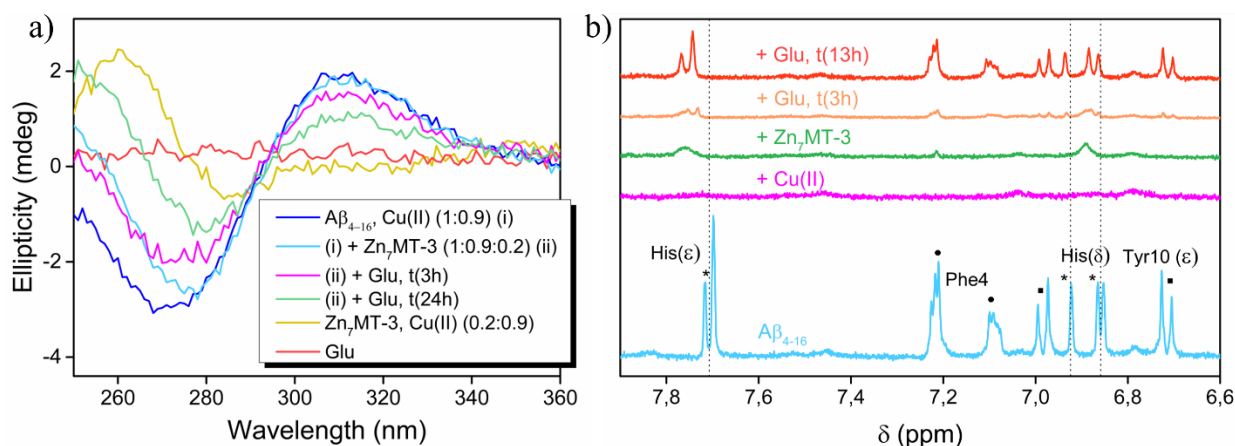 a)
Ellipticity (mdeg)
2
0
-2
-4
260
280
300
320
340
360
Wavelength (nm)
Aβ4–16, Cu(II) (1:0.9) (i)
(i) + Zn7MT-3 (1:0.9:0.2) (ii)
(ii) + Glu, t(3h)
(ii) + Glu, t(24h)
Zn7MT-3, Cu(II) (0.2:0.9)
Glu
b)
+ Glu, t(13h)
+ Glu, t(3h)
+ Zn7MT-3
+ Cu(II)
His(ε)
*
•
Phe4
•
■
*
His(δ)
*
Tyr10 (ε)
■
Aβ4-16
7,8
7,6
7,4
7,2
7,0
6,8
6,6
δ (ppm)